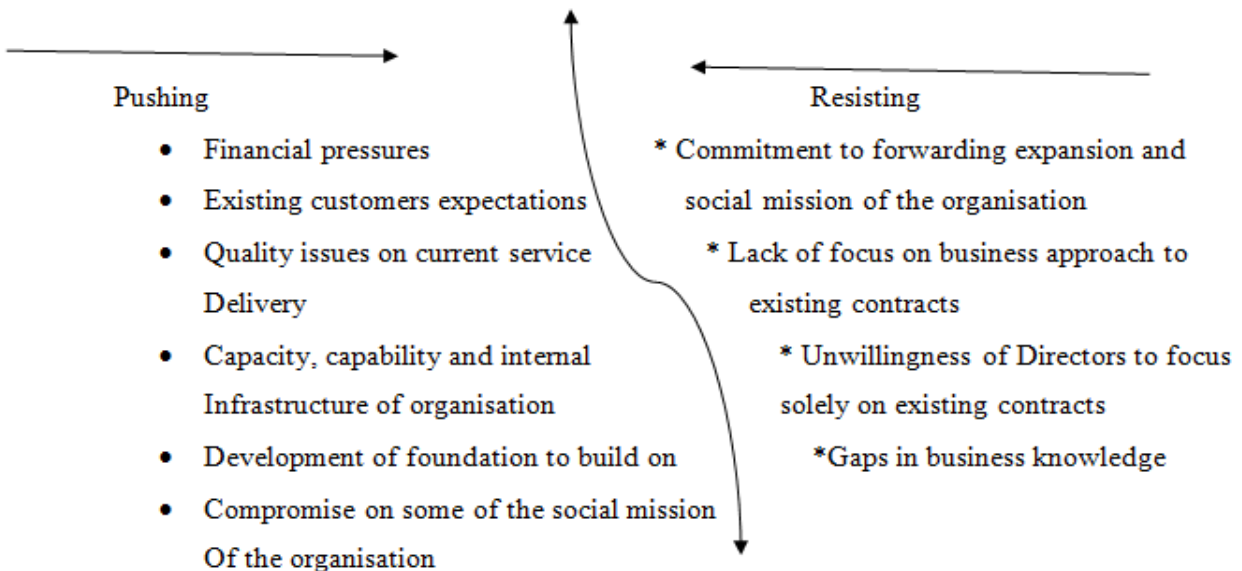 Pushing
• Financial pressures
• Existing customers expectations
• Quality issues on current service
Delivery
• Capacity, capability and internal
Infrastructure of organisation
• Development of foundation to build on
• Compromise on some of the social mission
Of the organisation
Resisting
* Commitment to forwarding expansion and
social mission of the organisation
* Lack of focus on business approach to
existing contracts
* Unwillingness of Directors to focus
solely on existing contracts
*Gaps in business knowledge